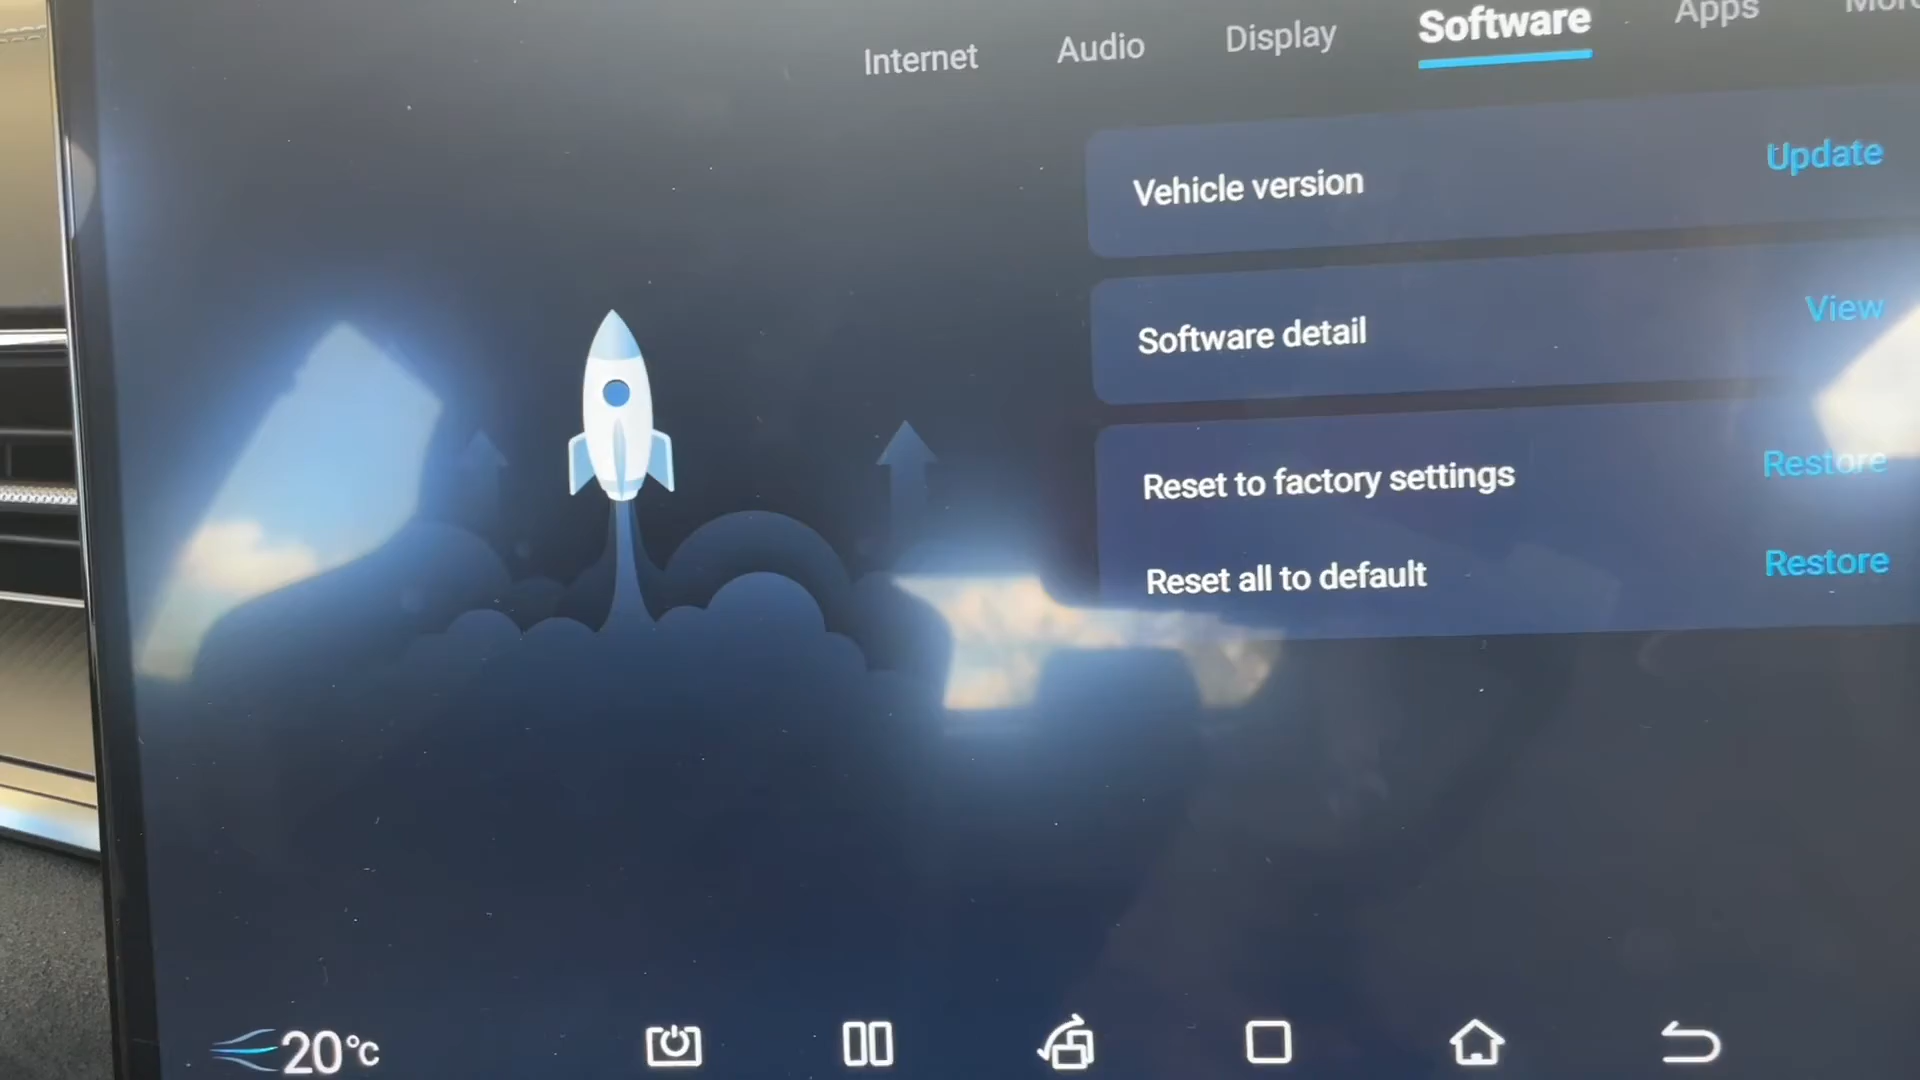 Internet Audio Display Software Apps More
Vehicle version Update
Software detail View
Reset to factory settings Restore
Reset all to default Restore
20°C